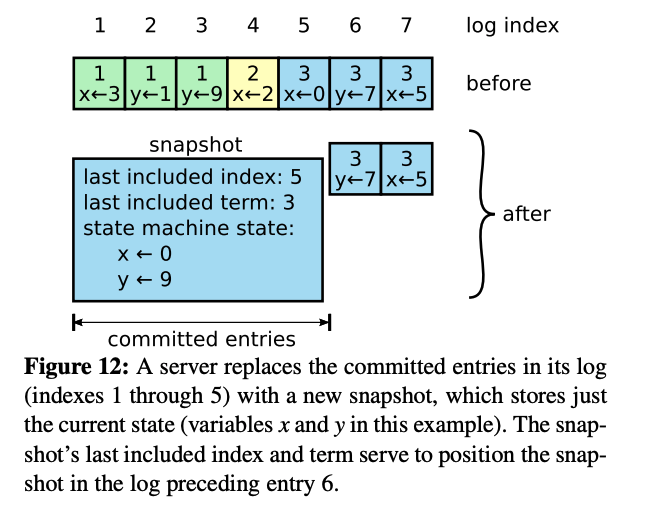 1 2 3 4 5 6 7 log index
1 1 1 2 3 3 3
x←3 y←1 y←9 x←2 x←0 y←7 x←5
before
snapshot
last included index: 5
last included term: 3
state machine state:
x ← 0
y ← 9
3 3
y←7 x←5
after
committed entries
Figure 12: A server replaces the committed entries in its log
(indexes 1 through 5) with a new snapshot, which stores just
the current state (variables x and y in this example). The snap-
shot’s last included index and term serve to position the snap-
shot in the log preceding entry 6.